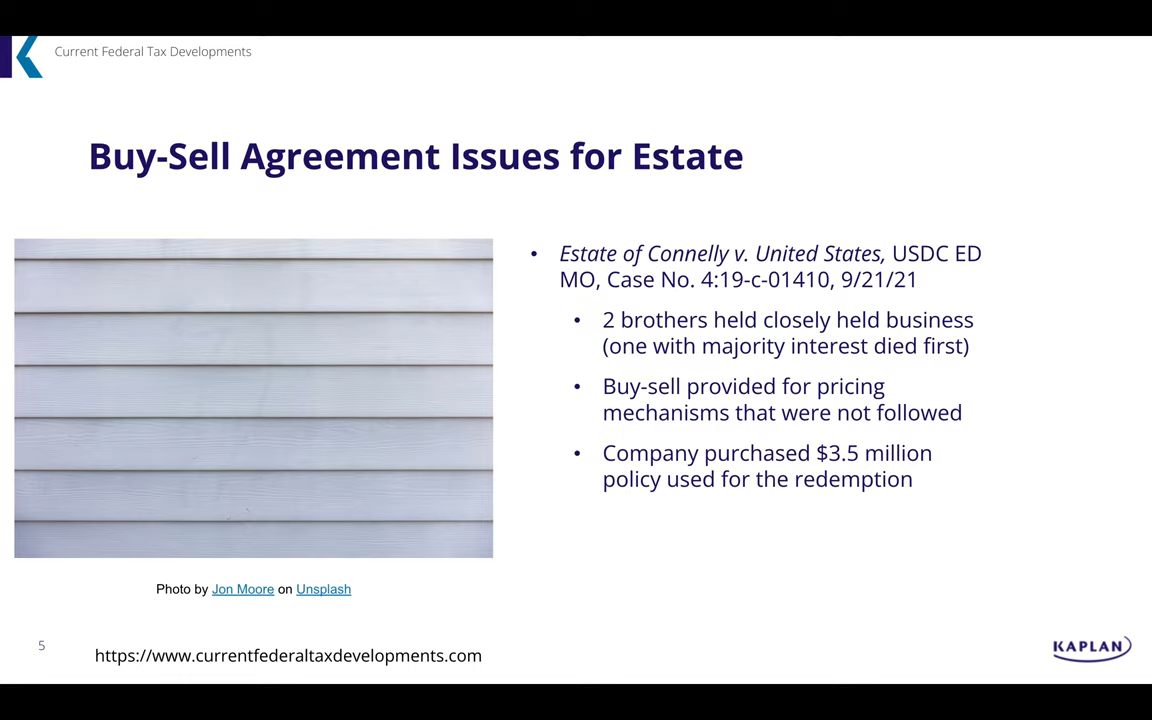 Current Federal Tax Developments
Buy-Sell Agreement Issues for Estate
• Estate of Connelly v. United States, USDC ED
MO, Case No. 4:19-c-01410, 9/21/21
• 2 brothers held closely held business
(one with majority interest died first)
• Buy-sell provided for pricing
mechanisms that were not followed
• Company purchased $3.5 million
policy used for the redemption
Photo by Jon Moore on Unsplash
5
https://www.currentfederaltaxdevelopments.com
KAPLAN